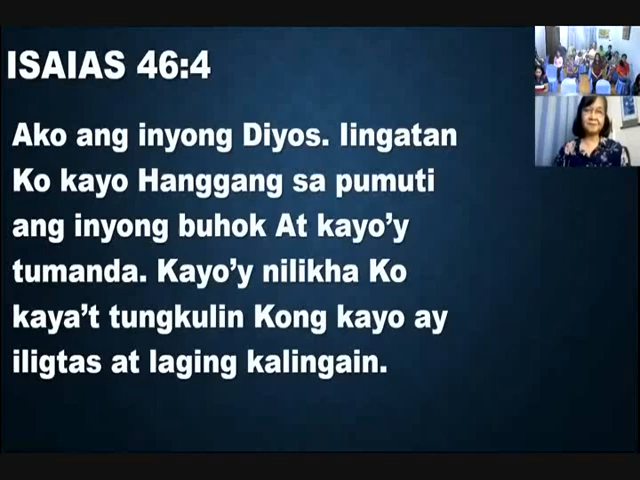 ISAIAS 46:4
Ako ang inyong Diyos. Iingatan
Ko kayo Hanggang sa pumuti
ang inyong buhok At kayo’y
tumanda. Kayo’y nilikha Ko
kaya’t tungkulin Kong kayo ay
iligtas at laging kalingain.